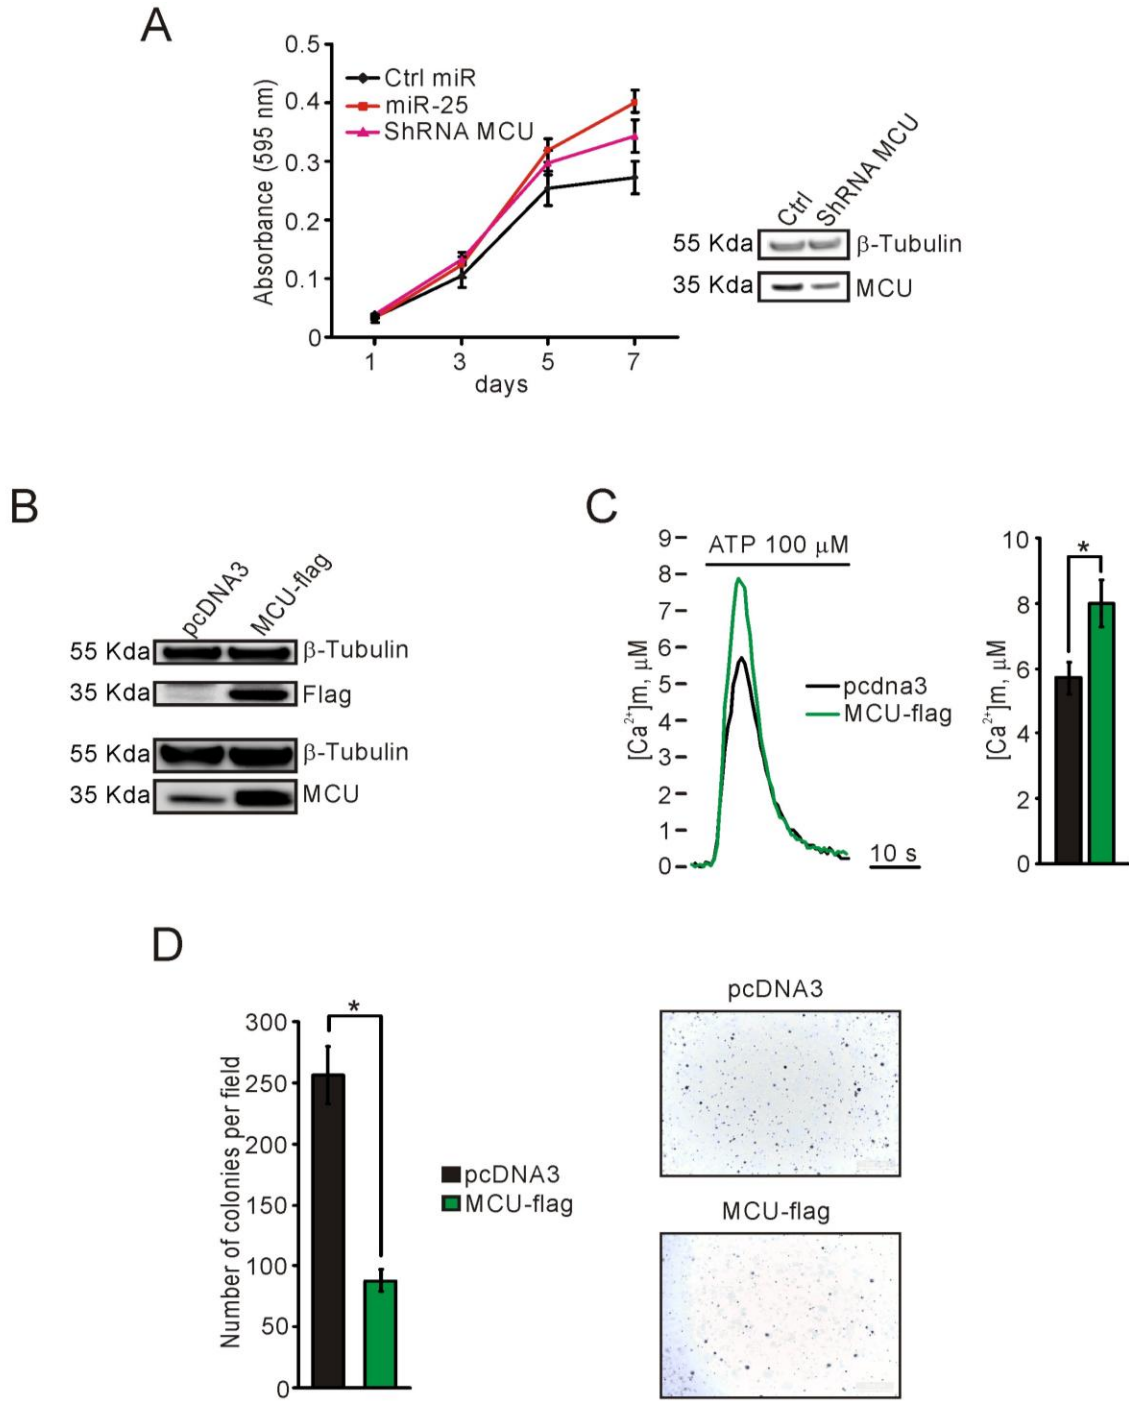 A
0.5
0.4
0.3
0.2
0.1
0
Absorbance (595 nm)
Ctrl miR
miR-25
ShRNA MCU
1 3 5 7
days
Ctrl ShRNA MCU
55 Kda β-Tubulin
35 Kda MCU
B
pcDNA3 MCU-flag
55 Kda β-Tubulin
35 Kda Flag
55 Kda β-Tubulin
35 Kda MCU
C
9
8
7
6
5
4
3
2
1
0
[Ca²⁺]m, µM
ATP 100 µM
pcdna3
MCU-flag
10 s
10
8
6
4
2
0
[Ca²⁺]m, µM
*
D
300
250
200
150
100
50
0
Number of colonies per field
*
pcDNA3
MCU-flag
pcDNA3
MCU-flag